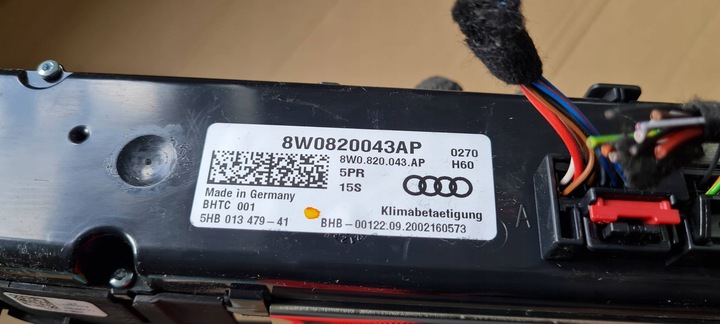 8W0820043AP
8W0.820.043.AP
0270
5PR
H60
15S
Made in Germany
BHTC 001
Klimabetaetigung
5HB 013 479-41
BHB-00122.09.2002160573
A